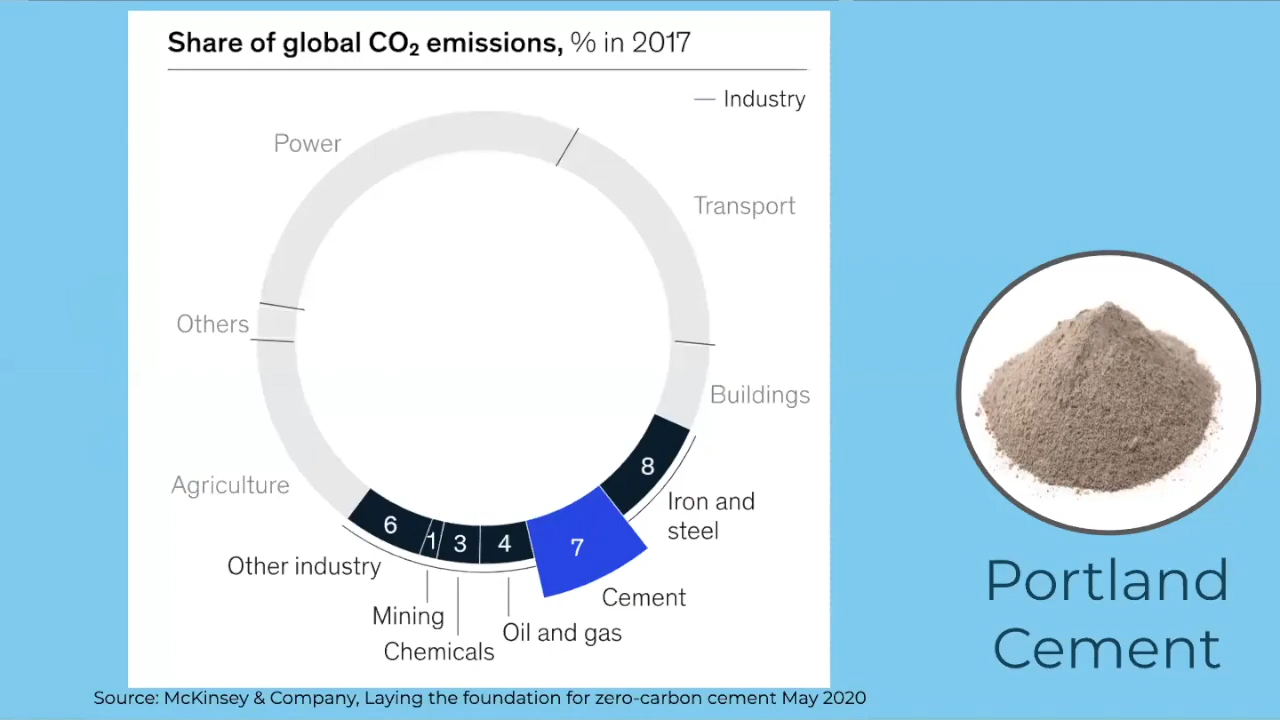 Share of global CO₂ emissions, % in 2017
Industry
Power
Transport
Others
Buildings
Agriculture
8
Iron and
steel
6
1
3
4
7
Other industry
Cement
Mining
Oil and gas
Chemicals
Portland
Cement
Source: McKinsey & Company, Laying the foundation for zero-carbon cement May 2020